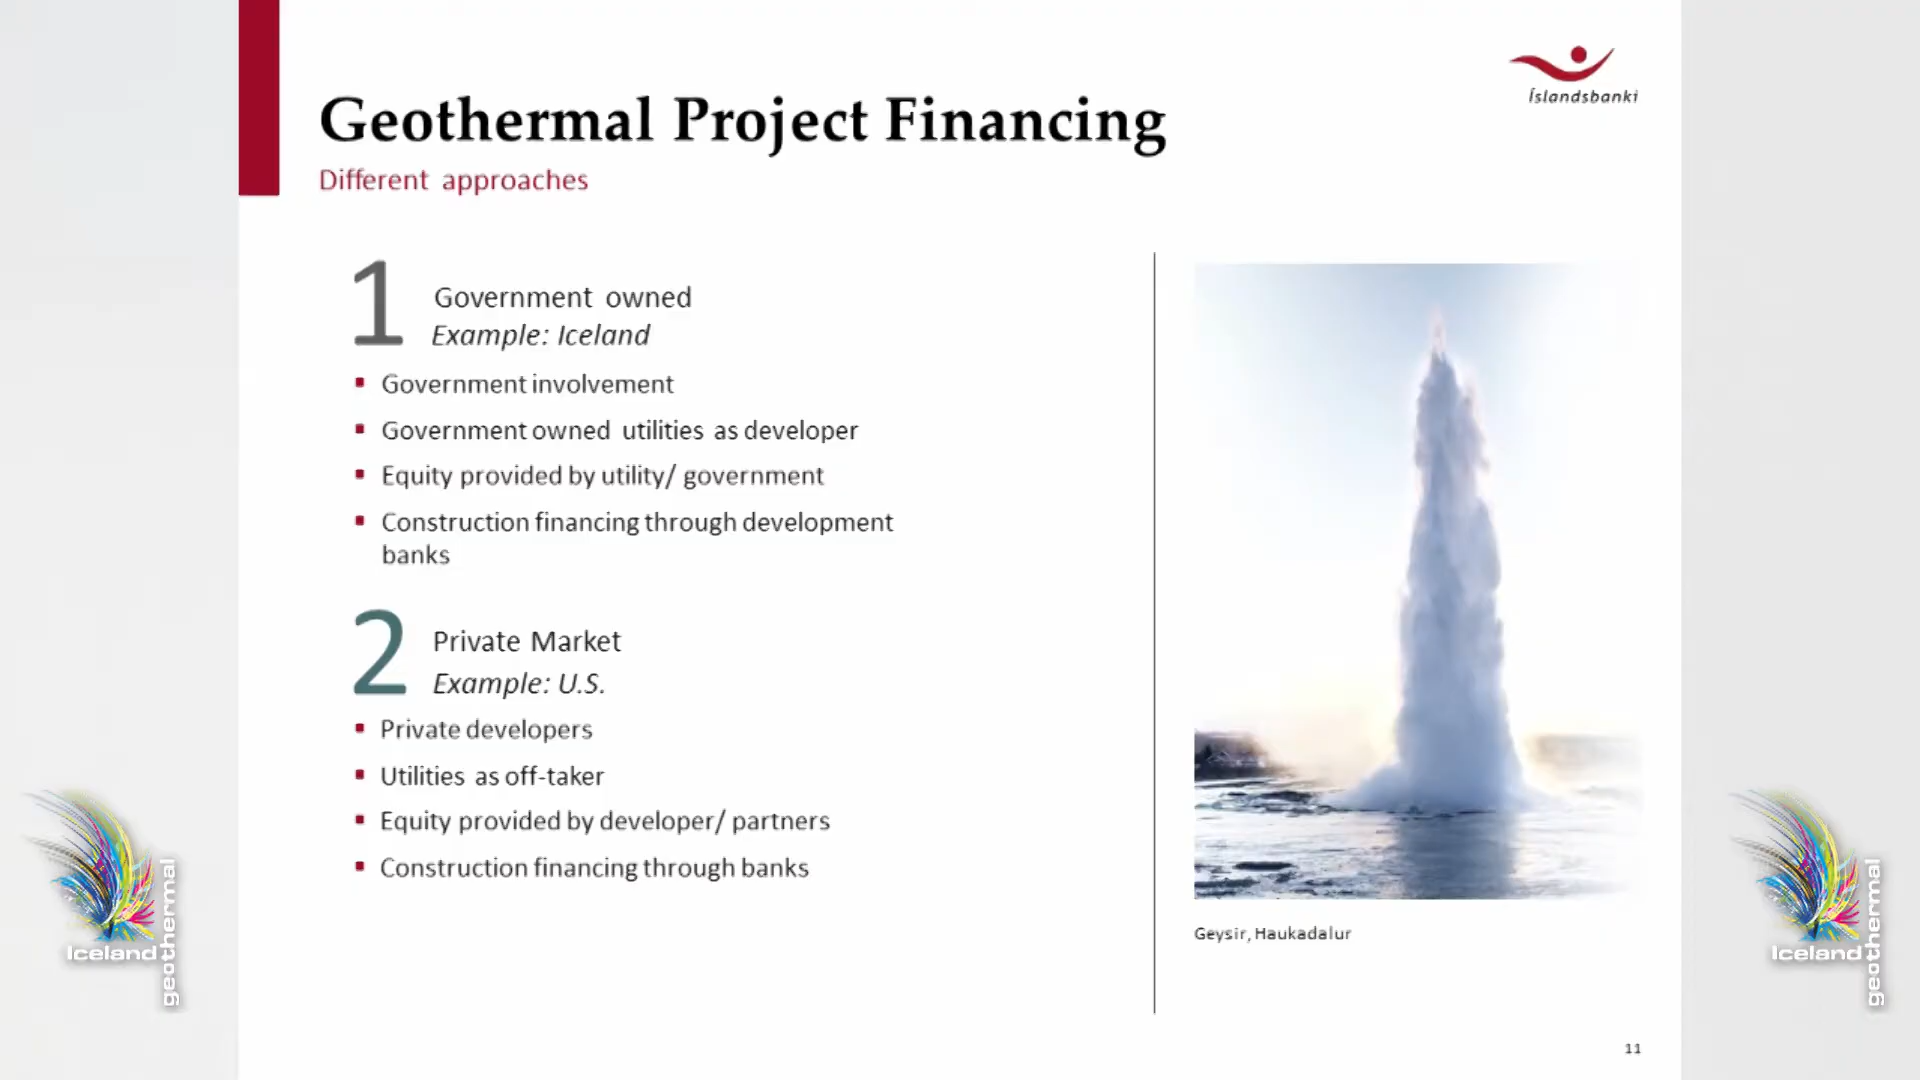 Íslandsbanki
Geothermal Project Financing
Different approaches
1
Government owned
Example: Iceland
Government involvement
Government owned utilities as developer
Equity provided by utility/ government
Construction financing through development
banks
2
Private Market
Example: U.S.
Private developers
Utilities as off-taker
Equity provided by developer/ partners
Construction financing through banks
Geysir, Haukadalur
11
Iceland
geothermal
Iceland
geothermal